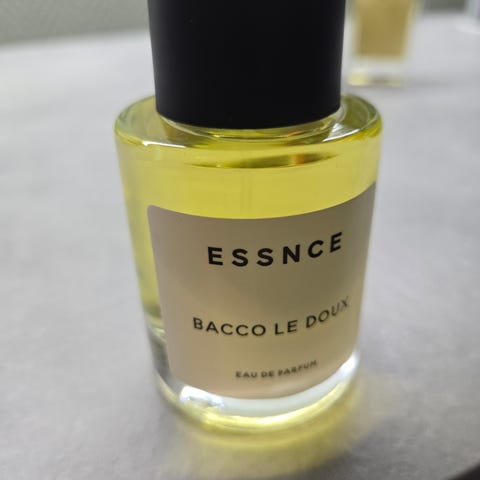 ESSNCE
BACCO LE DOUX
EAU DE PARFUM